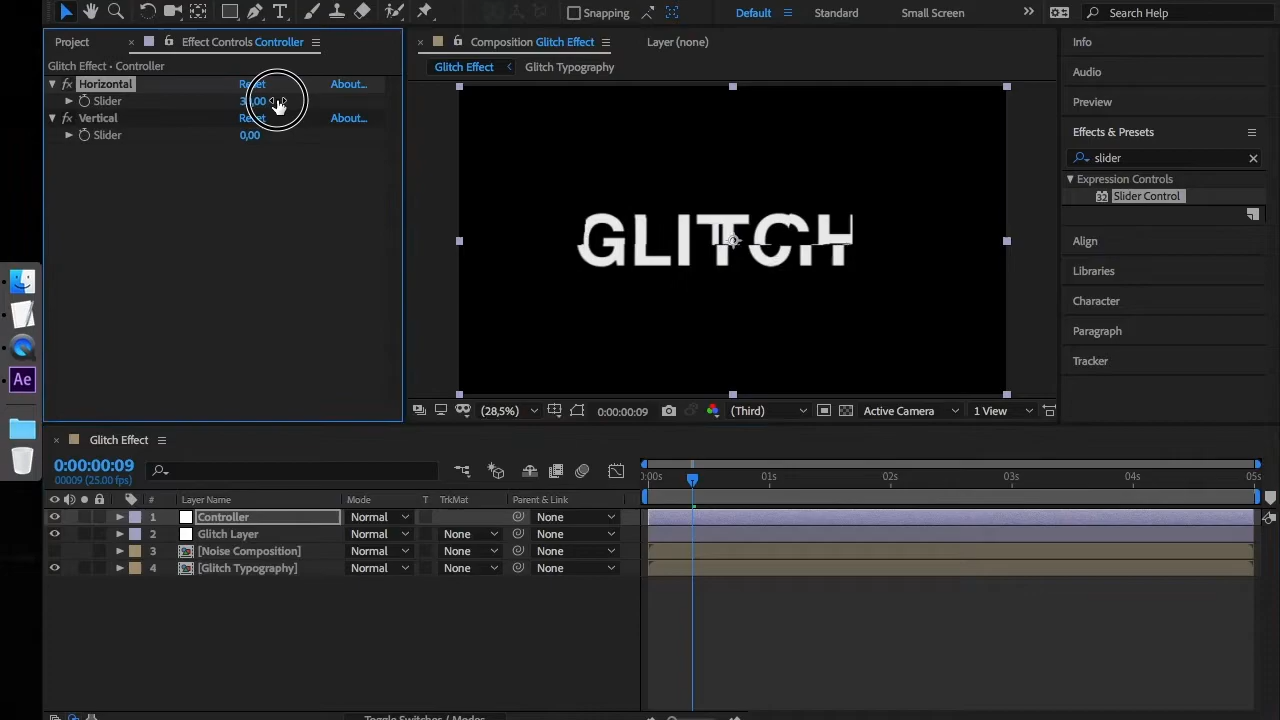 Snapping
Default
Standard
Small Screen
Search Help
Project
Effect Controls Controller
Composition Glitch Effect
Layer (none)
Info
Glitch Effect • Controller
Glitch Effect
Glitch Typography
Horizontal
Reset
About...
Audio
Slider
Vertical
Reset
About...
Preview
Slider
0,00
Effects & Presets
slider
Expression Controls
32
Slider Control
GLITCH
Align
Libraries
Character
Paragraph
Tracker
Ae
(28,5%)
0:00:00:09
(Third)
Active Camera
1 View
Glitch Effect
0:00:00:09
00009 (25.00 fps)
0:00s
01s
02s
03s
04s
05s
#
Layer Name
Mode
T
TrkMat
Parent & Link
1
Controller
Normal
None
2
Glitch Layer
Normal
None
None
3
[Noise Composition]
Normal
None
None
4
[Glitch Typography]
Normal
None
None
Toggle Switches / Modes